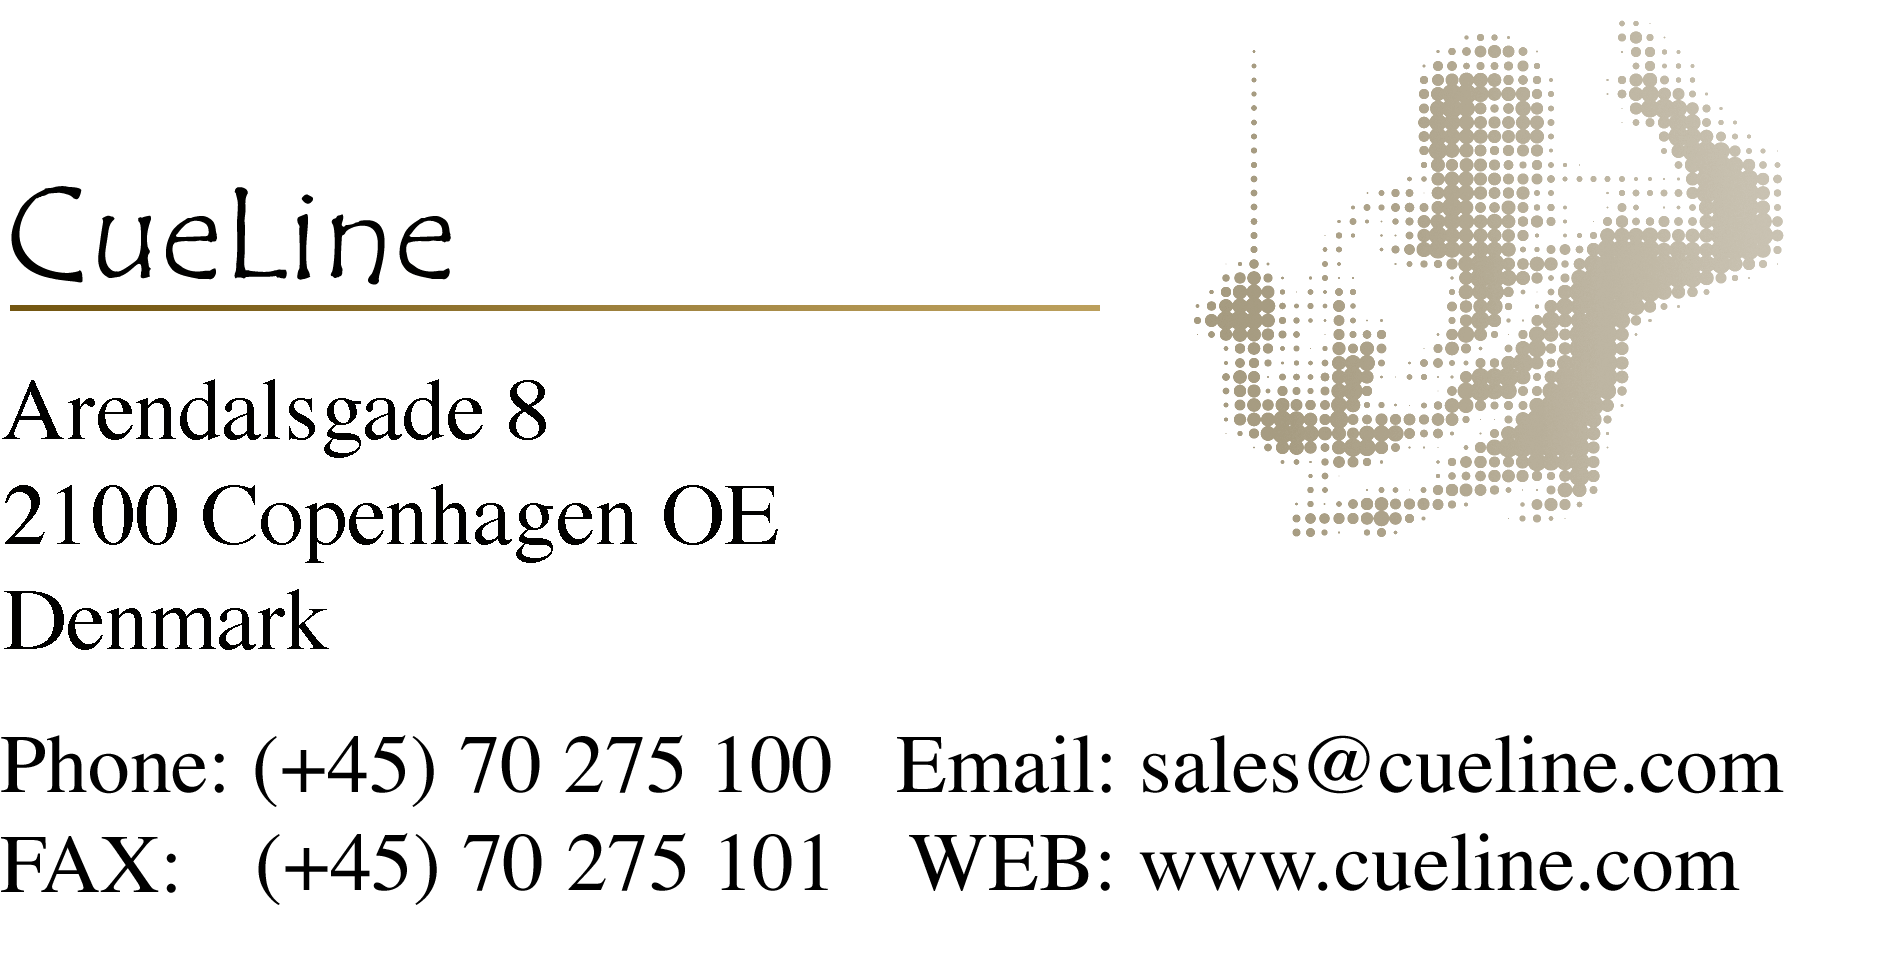 CueLine
Arendalsgade 8
2100 Copenhagen OE
Denmark
Phone: (+45) 70 275 100 Email: sales@cueline.com
FAX: (+45) 70 275 101 WEB: www.cueline.com